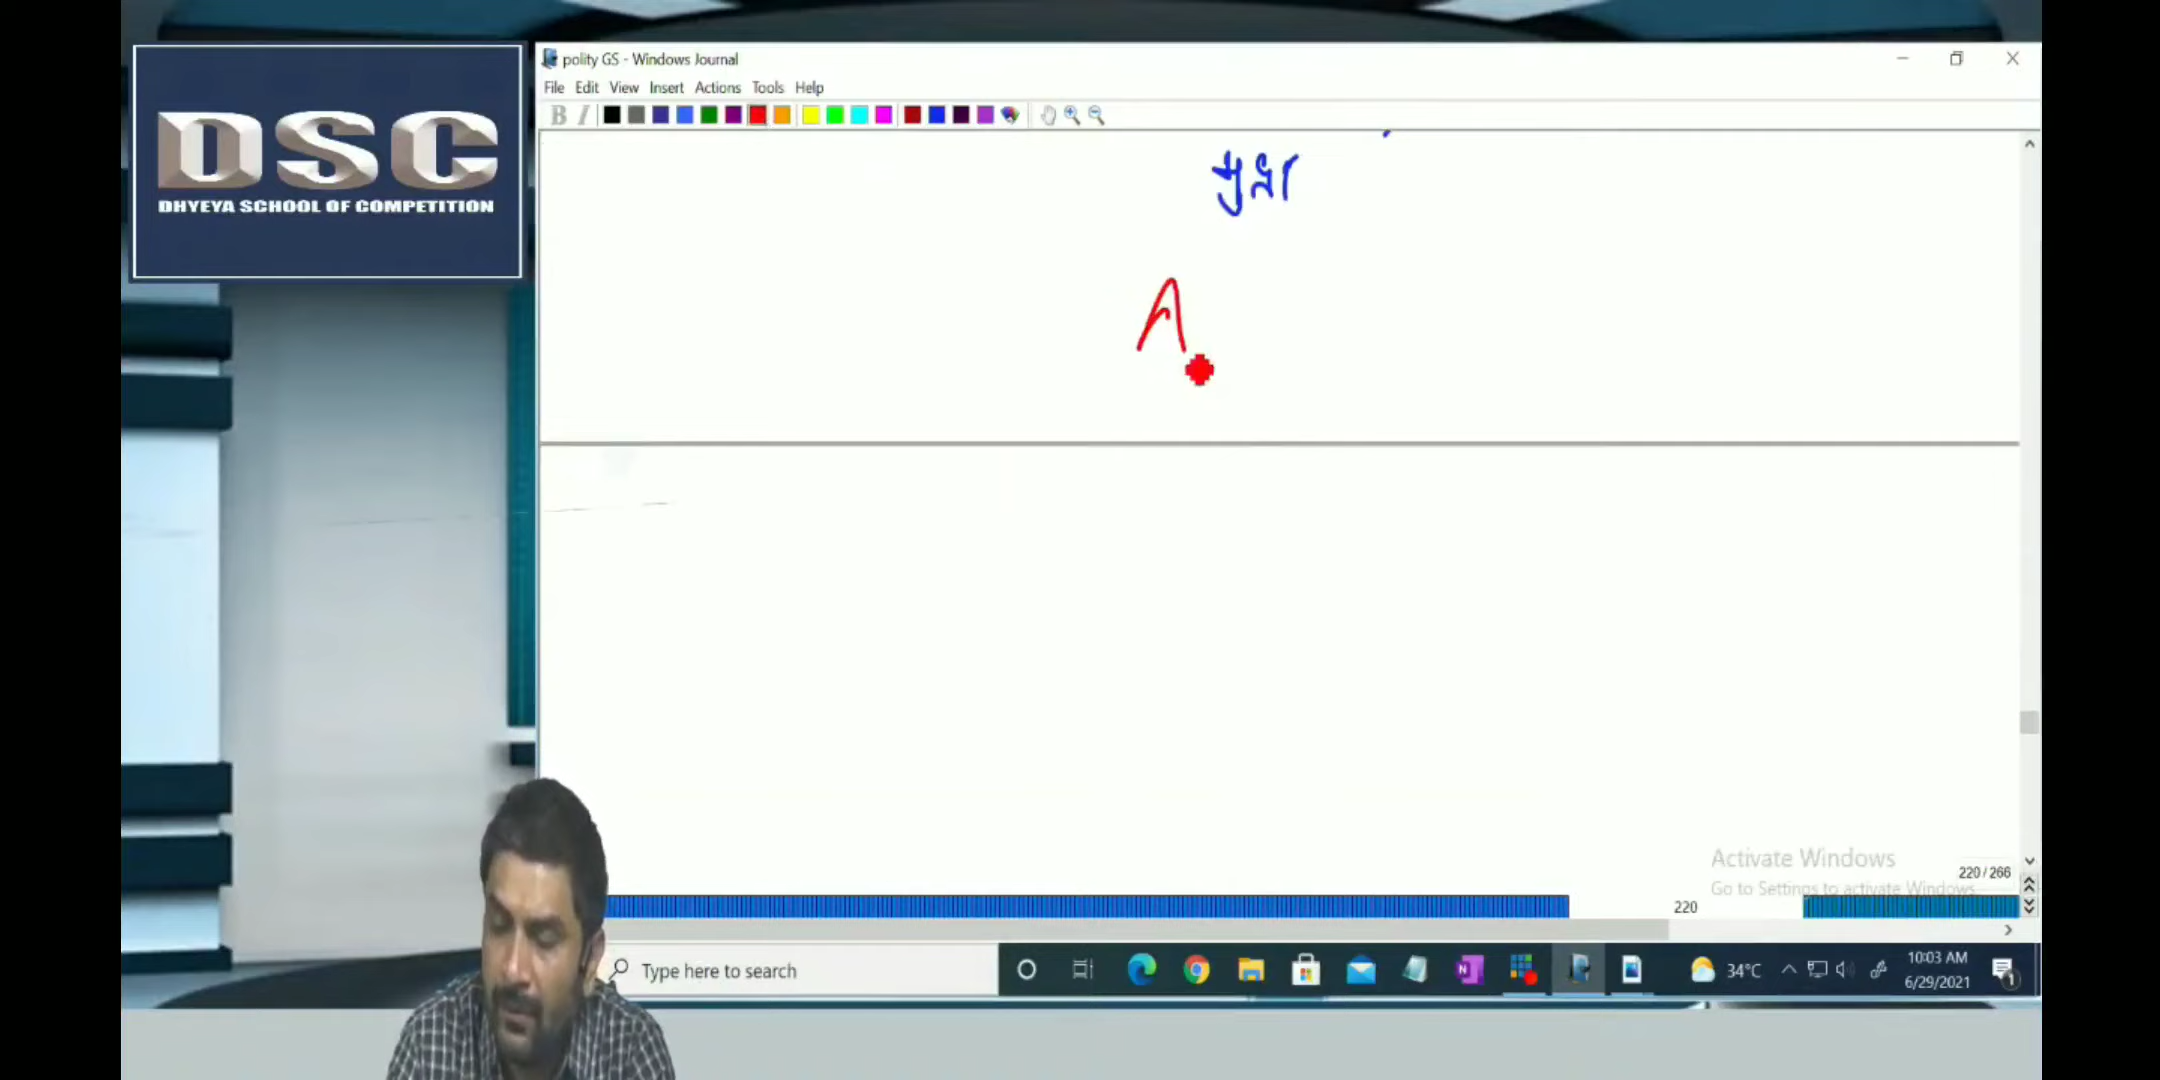 DSC
DHYEYA SCHOOL OF COMPETITION
polity GS - Windows Journal
File Edit View Insert Actions Tools Help
B I
A
Activate Windows
Go to Settings to activate Windows.
220 / 266
220
Type here to search
34°C
10:03 AM
6/29/2021
1